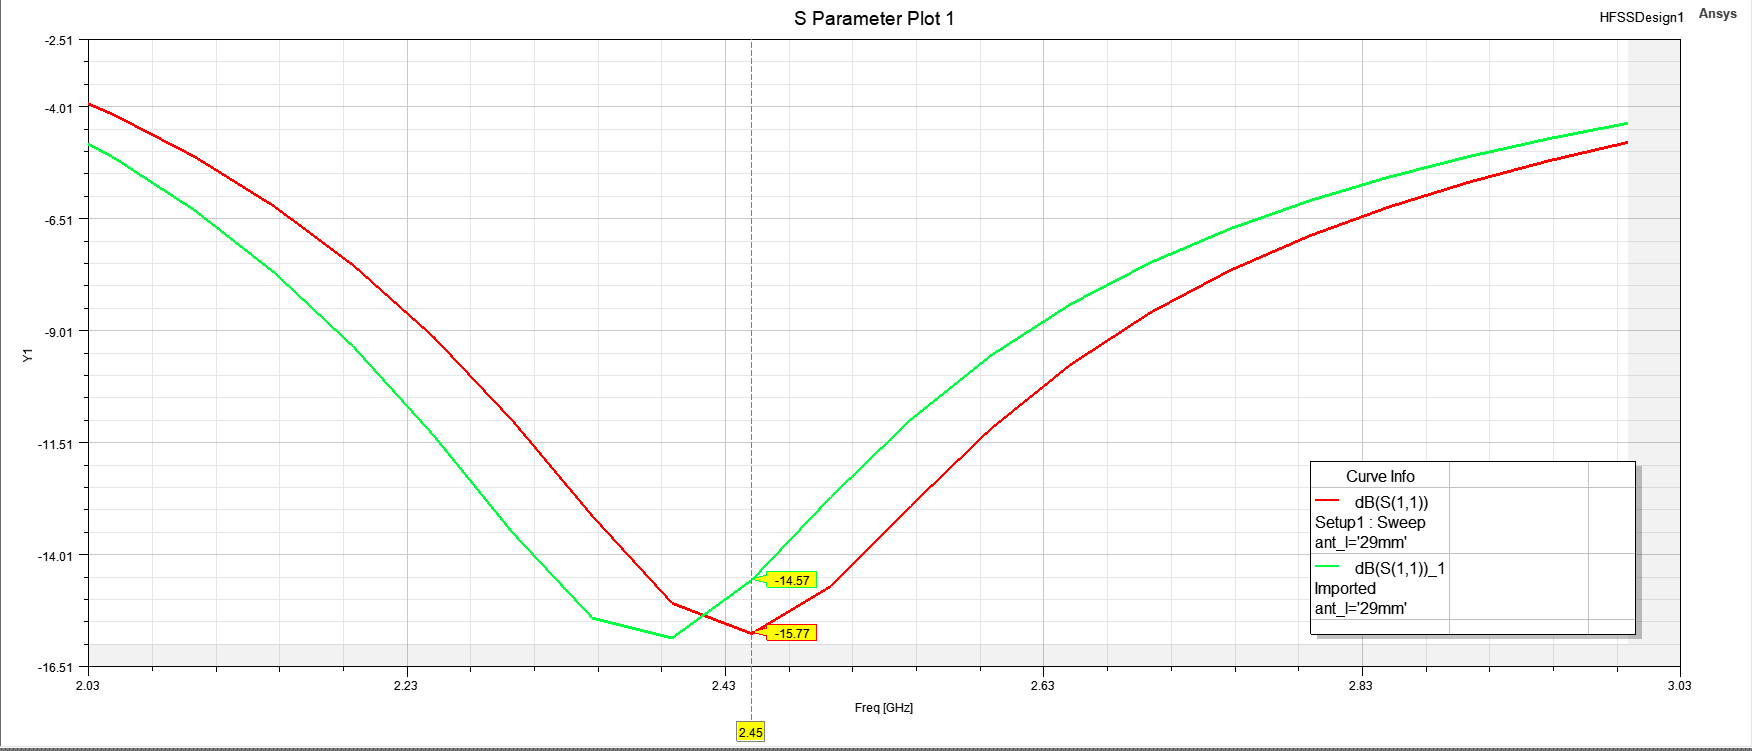 S Parameter Plot 1
HFSSDesign1
Ansys
-2.51
-4.01
-6.51
-9.01
-11.51
-14.01
-16.51
Y1
-14.57
-15.77
Curve Info
dB(S(1,1))
Setup1 : Sweep
ant_l='29mm'
dB(S(1,1))_1
Imported
ant_l='29mm'
2.03
2.23
2.43
2.63
2.83
3.03
Freq [GHz]
2.45